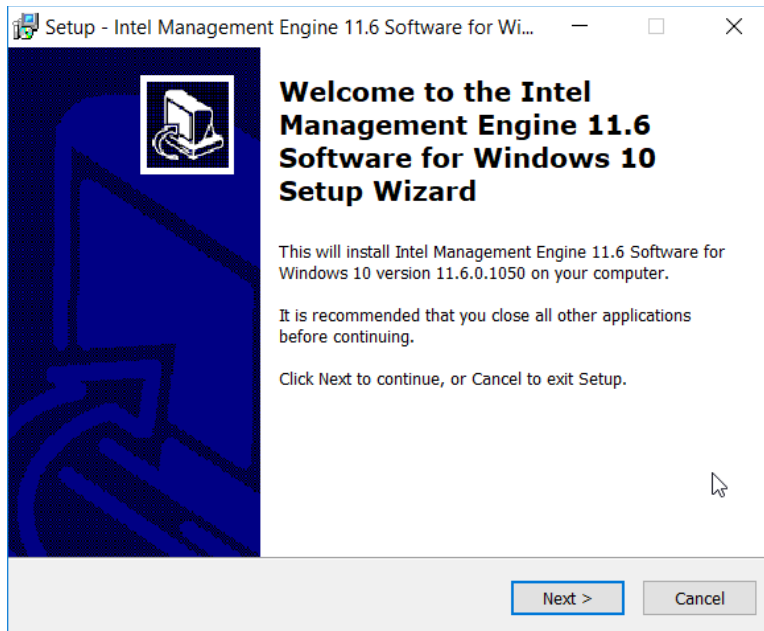 Setup - Intel Management Engine 11.6 Software for Wi...
Welcome to the Intel
Management Engine 11.6
Software for Windows 10
Setup Wizard
This will install Intel Management Engine 11.6 Software for
Windows 10 version 11.6.0.1050 on your computer.
It is recommended that you close all other applications
before continuing.
Click Next to continue, or Cancel to exit Setup.
Next >
Cancel